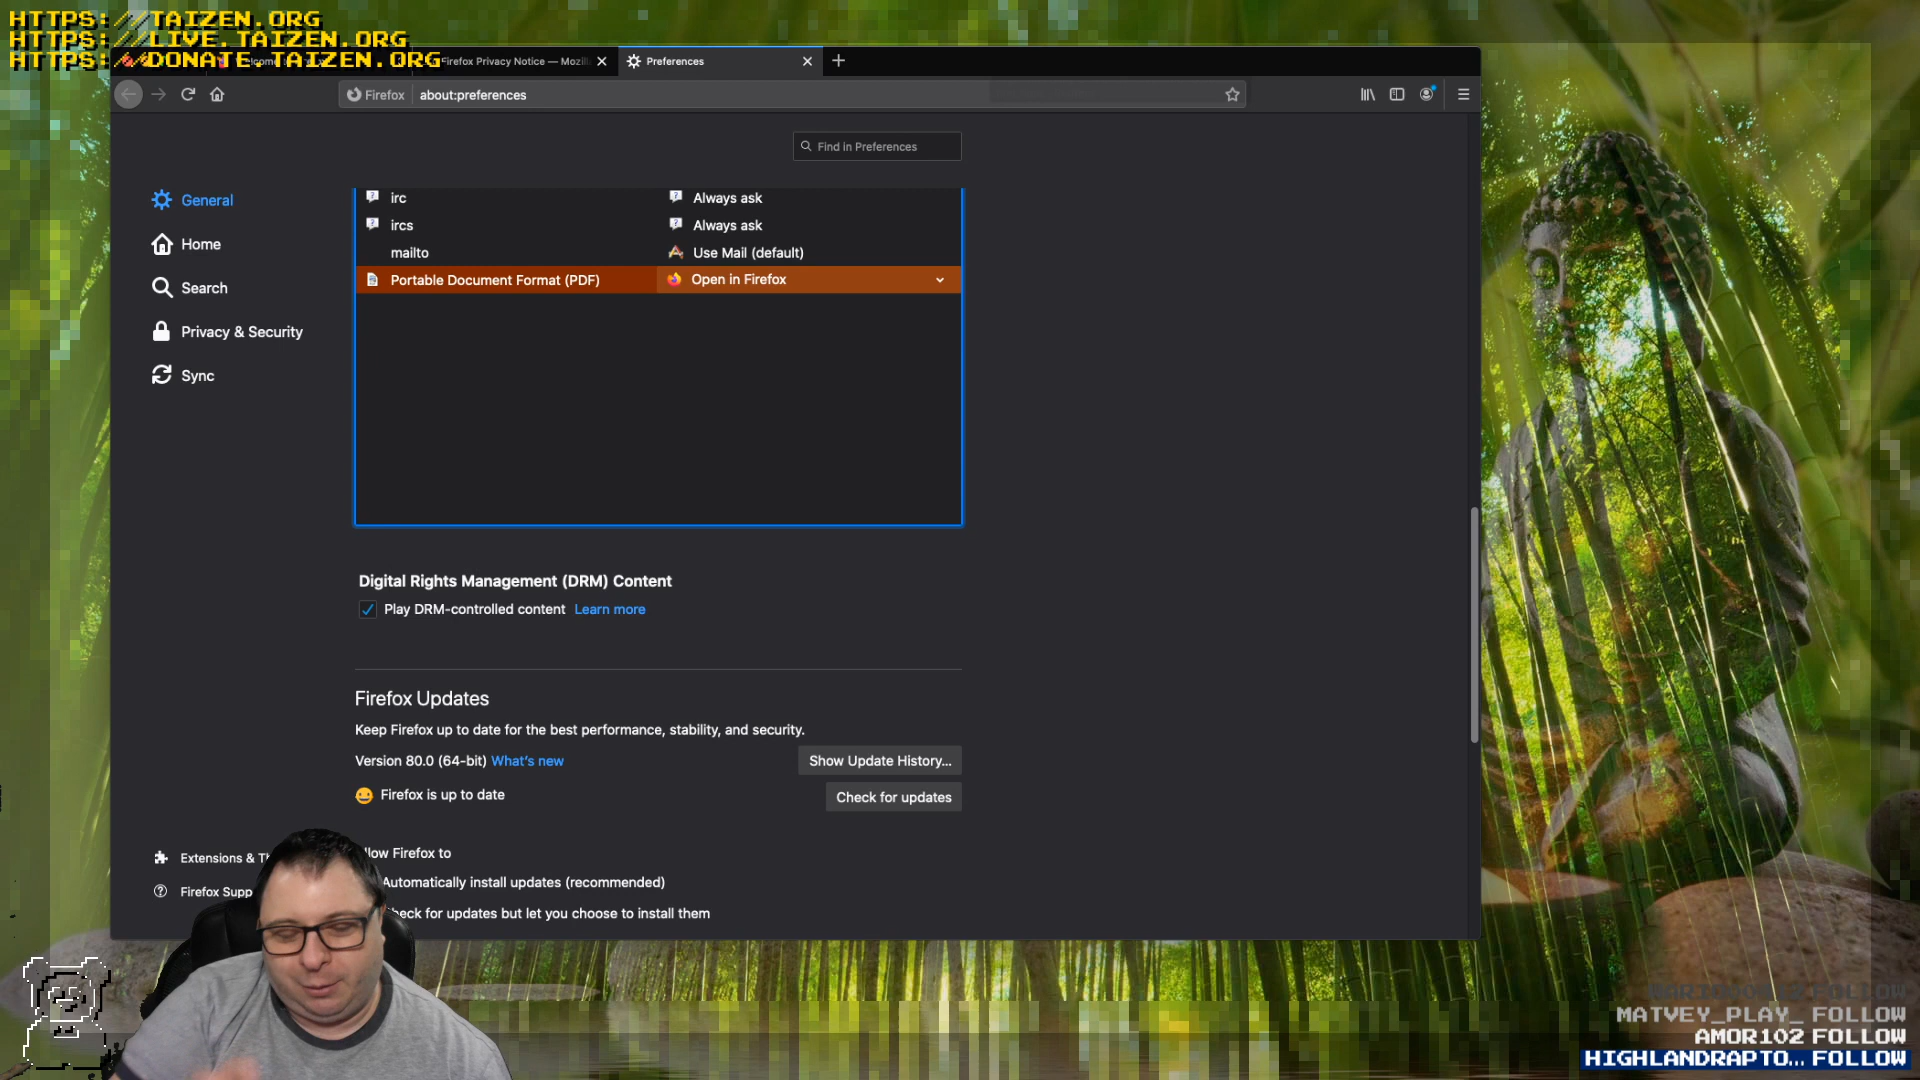 HTTPS://TAIZEN.ORG
HTTPS://LIVE.TAIZEN.ORG
HTTPS://DONATE.TAIZEN.ORG
Firefox Privacy Notice — Mozil
Preferences
Firefox
about:preferences
Find in Preferences
General
Home
Search
Privacy & Security
Sync
irc
Always ask
ircs
Always ask
mailto
Use Mail (default)
Portable Document Format (PDF)
Open in Firefox
Digital Rights Management (DRM) Content
Play DRM-controlled content Learn more
Firefox Updates
Keep Firefox up to date for the best performance, stability, and security.
Version 80.0 (64-bit) What's new
Show Update History...
Firefox is up to date
Check for updates
Extensions & Th
Firefox Supp
llow Firefox to
Automatically install updates (recommended)
heck for updates but let you choose to install them
FOLLOW
MATVEY_PLAY_ FOLLOW
AMOR102 FOLLOW
HIGHLANDRAPTO... FOLLOW